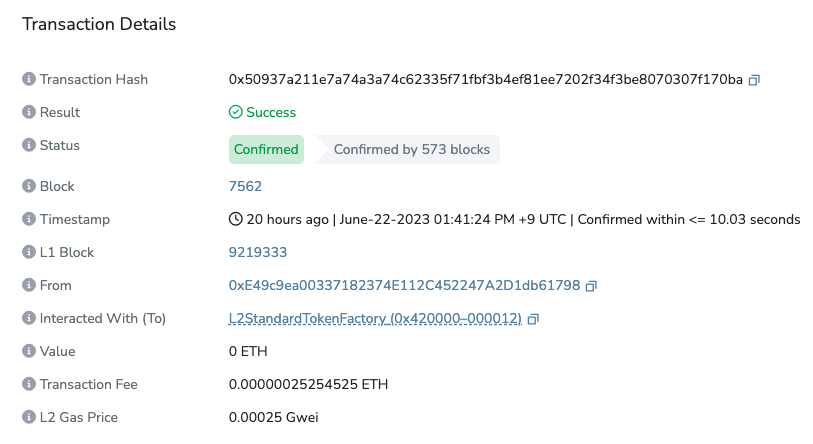 Transaction Details
Transaction Hash 0x50937a211e7a74a3a74c62335f71fbf3b4ef81ee7202f34f3be8070307f170ba
Result Success
Status Confirmed Confirmed by 573 blocks
Block 7562
Timestamp 20 hours ago | June-22-2023 01:41:24 PM +9 UTC | Confirmed within <= 10.03 seconds
L1 Block 9219333
From 0xE49c9ea00337182374E112C452247A2D1db61798
Interacted With (To) L2StandardTokenFactory (0x420000–000012)
Value 0 ETH
Transaction Fee 0.00000025254525 ETH
L2 Gas Price 0.00025 Gwei